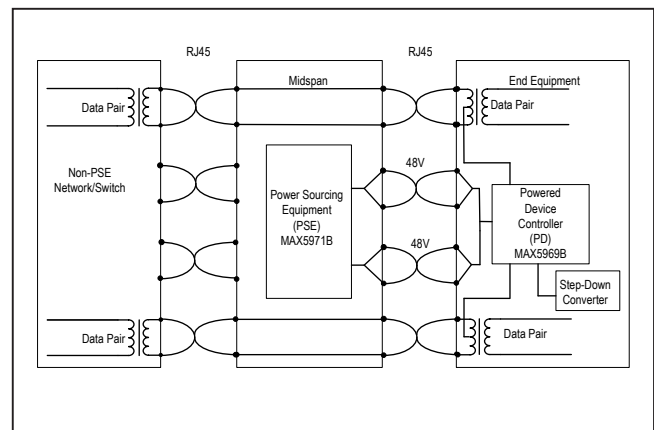 RJ45
RJ45
Midspan
End Equipment
Data Pair
Data Pair
Non-PSE
Network/Switch
Power Sourcing
Equipment
(PSE)
MAX5971B
48V
48V
Powered
Device
Controller
(PD)
MAX5969B
Step-Down
Converter
Data Pair
Data Pair